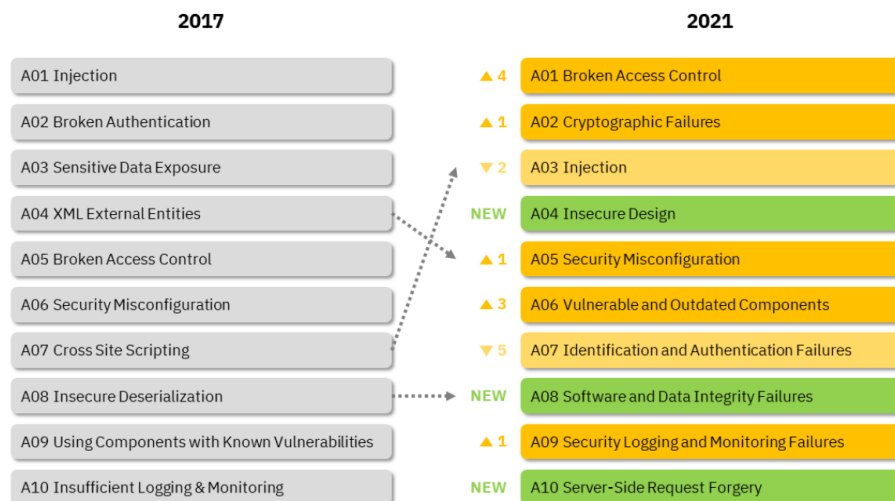 2017
2021
A01 Injection
▲ 4
A01 Broken Access Control
A02 Broken Authentication
▲ 1
A02 Cryptographic Failures
A03 Sensitive Data Exposure
▼ 2
A03 Injection
A04 XML External Entities
NEW
A04 Insecure Design
A05 Broken Access Control
▲ 1
A05 Security Misconfiguration
A06 Security Misconfiguration
▲ 3
A06 Vulnerable and Outdated Components
A07 Cross Site Scripting
▼ 5
A07 Identification and Authentication Failures
A08 Insecure Deserialization
NEW
A08 Software and Data Integrity Failures
A09 Using Components with Known Vulnerabilities
▲ 1
A09 Security Logging and Monitoring Failures
A10 Insufficient Logging & Monitoring
NEW
A10 Server-Side Request Forgery